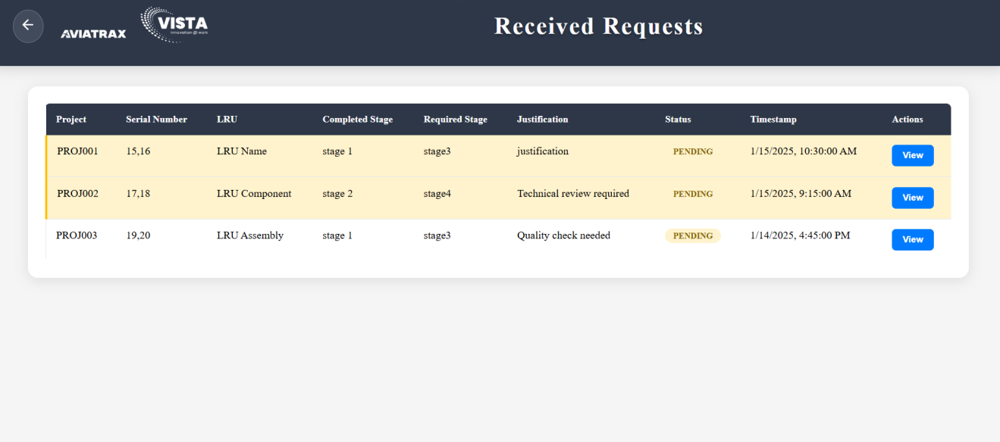 AVIATRAX
VISTA
innovation @ work
Received Requests
Project Serial Number LRU Completed Stage Required Stage Justification Status Timestamp Actions
PROJ001 15,16 LRU Name stage 1 stage3 justification PENDING 1/15/2025, 10:30:00 AM View
PROJ002 17,18 LRU Component stage 2 stage4 Technical review required PENDING 1/15/2025, 9:15:00 AM View
PROJ003 19,20 LRU Assembly stage 1 stage3 Quality check needed PENDING 1/14/2025, 4:45:00 PM View